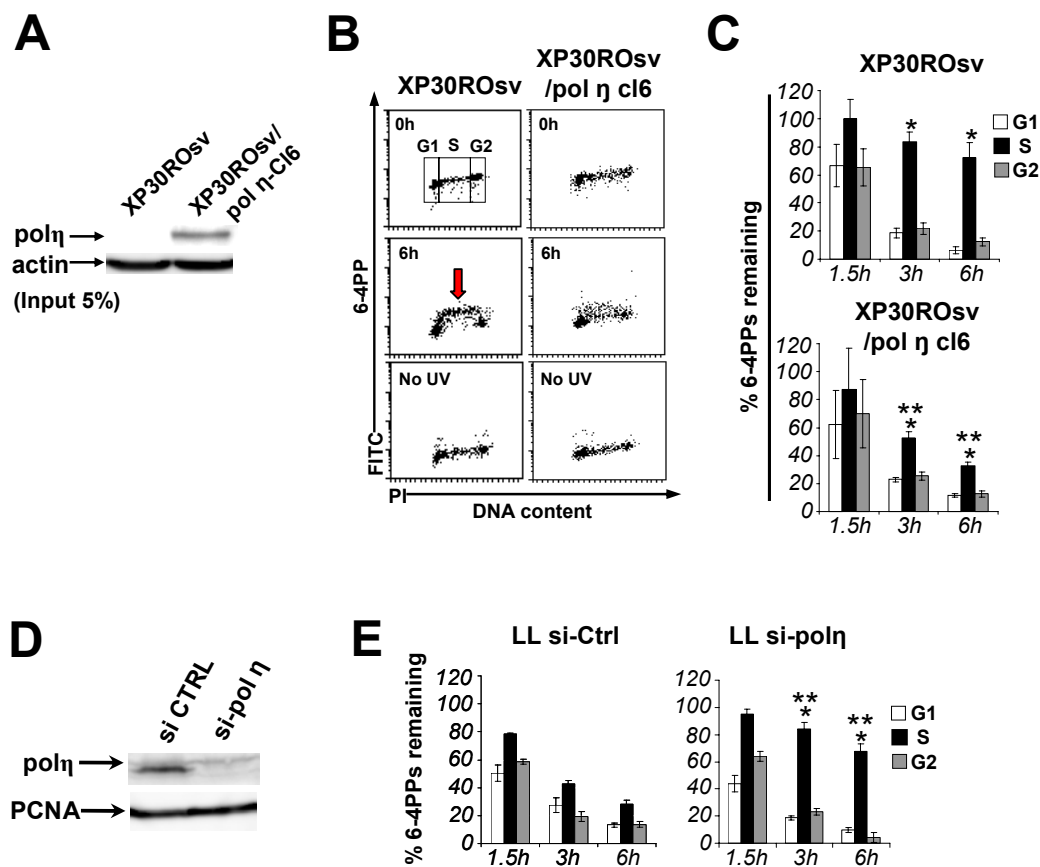 A
XP30ROsv
XP30ROsv/
pol η-Cl6
polη
actin
(Input 5%)
B
XP30ROsv
XP30ROsv
/pol η cl6
0h
G1 S G2
0h
6h
6h
No UV
No UV
6-4PP
FITC
PI
DNA content
C
XP30ROsv
% 6-4PPs remaining
120
100
80
60
40
20
0
*
*
G1
S
G2
1.5h 3h 6h
XP30ROsv
/pol η cl6
120
100
80
60
40
20
0
**
*
**
*
1.5h 3h 6h
D
si CTRL
si-pol η
polη
PCNA
E
LL si-Ctrl
% 6-4PPs remaining
100
80
60
40
20
0
1.5h 3h 6h
LL si-polη
100
80
60
40
20
0
**
*
**
*
G1
S
G2
1.5h 3h 6h